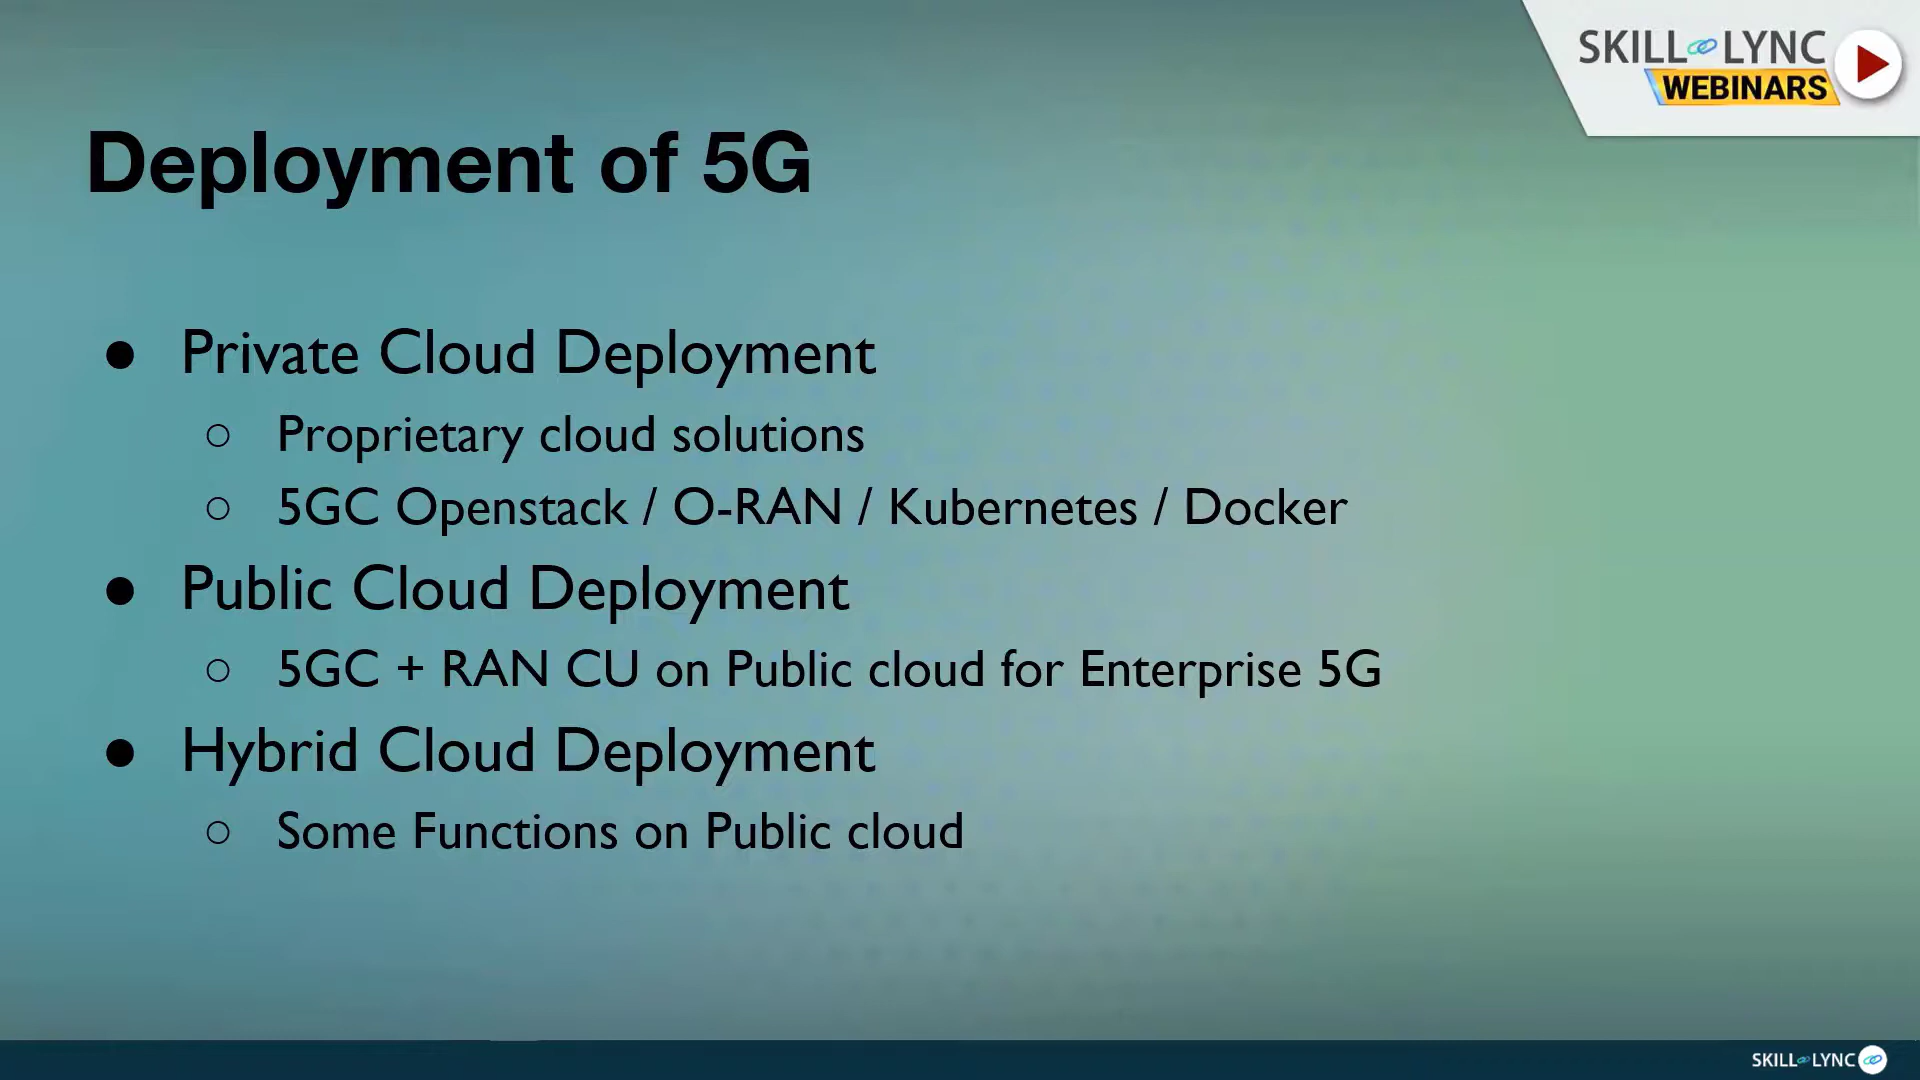 SKILL LYNC
WEBINARS
Deployment of 5G
● Private Cloud Deployment
○ Proprietary cloud solutions
○ 5GC Openstack / O-RAN / Kubernetes / Docker
● Public Cloud Deployment
○ 5GC + RAN CU on Public cloud for Enterprise 5G
● Hybrid Cloud Deployment
○ Some Functions on Public cloud
SKILL LYNC